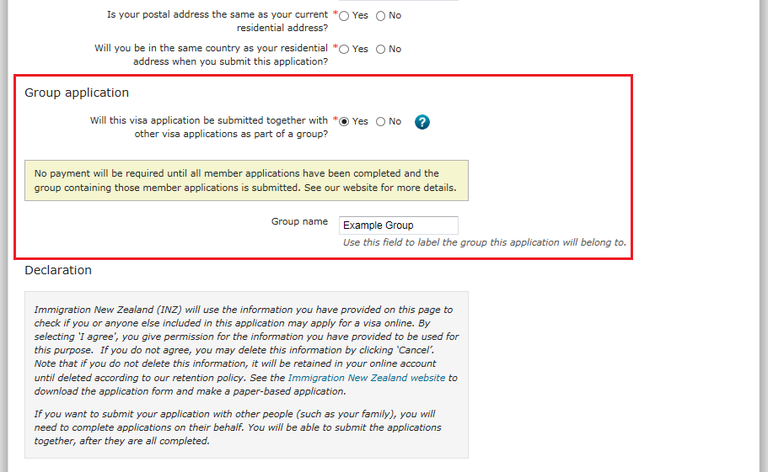 Is your postal address the same as your current * Yes No
residential address?
Will you be in the same country as your residential * Yes No
address when you submit this application?
Group application
Will this visa application be submitted together with * Yes No ?
other visa applications as part of a group?
No payment will be required until all member applications have been completed and the
group containing those member applications is submitted. See our website for more details.
Group name Example Group
Use this field to label the group this application will belong to.
Declaration
Immigration New Zealand (INZ) will use the information you have provided on this page to
check if you or anyone else included in this application may apply for a visa online. By
selecting 'I agree', you give permission for the information you have provided to be used for
this purpose. If you do not agree, you may delete this information by clicking 'Cancel'.
Note that if you do not delete this information, it will be retained in your online account
until deleted according to our retention policy. See the Immigration New Zealand website to
download the application form and make a paper-based application.
If you want to submit your application with other people (such as your family), you will
need to complete applications on their behalf. You will be able to submit the applications
together, after they are all completed.